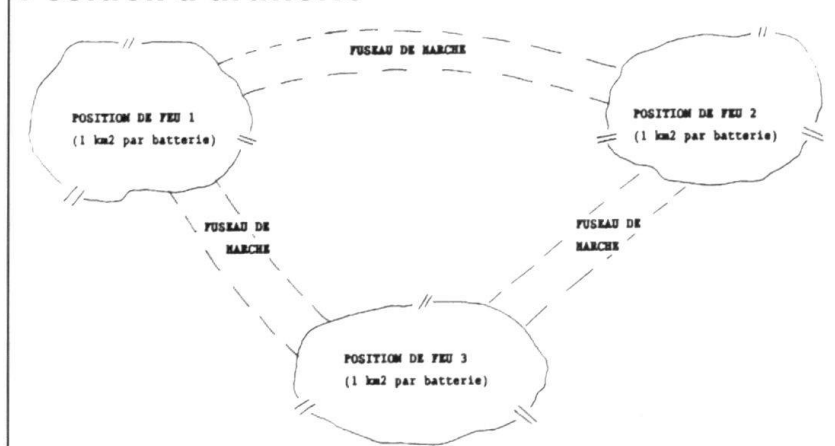 FUSEAU DE MARCHE
POSITION DE FEU 1
(1 km2 par batterie)
POSITION DE FEU 2
(1 km2 par batterie)
FUSEAU DE
MARCHE
FUSEAU DE
MARCHE
POSITION DE FEU 3
(1 km2 par batterie)